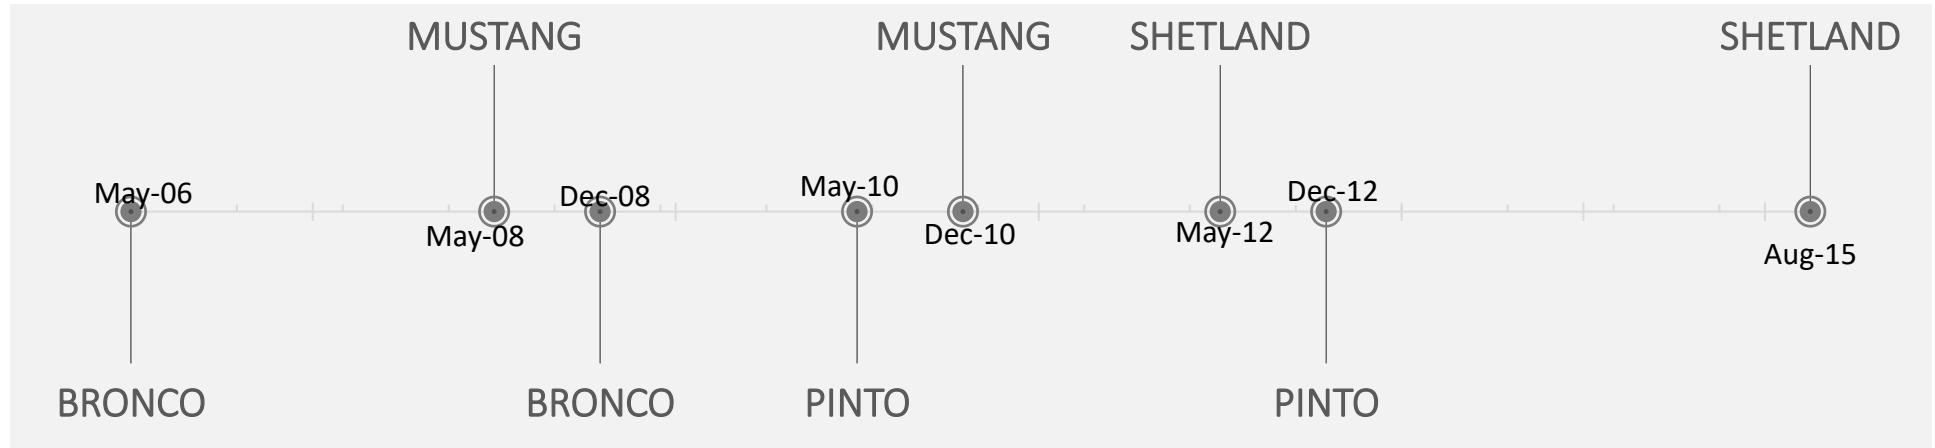 MUSTANG
MUSTANG
SHETLAND
SHETLAND
May-06
May-08
Dec-08
May-10
Dec-10
May-12
Dec-12
Aug-15
BRONCO
BRONCO
PINTO
PINTO